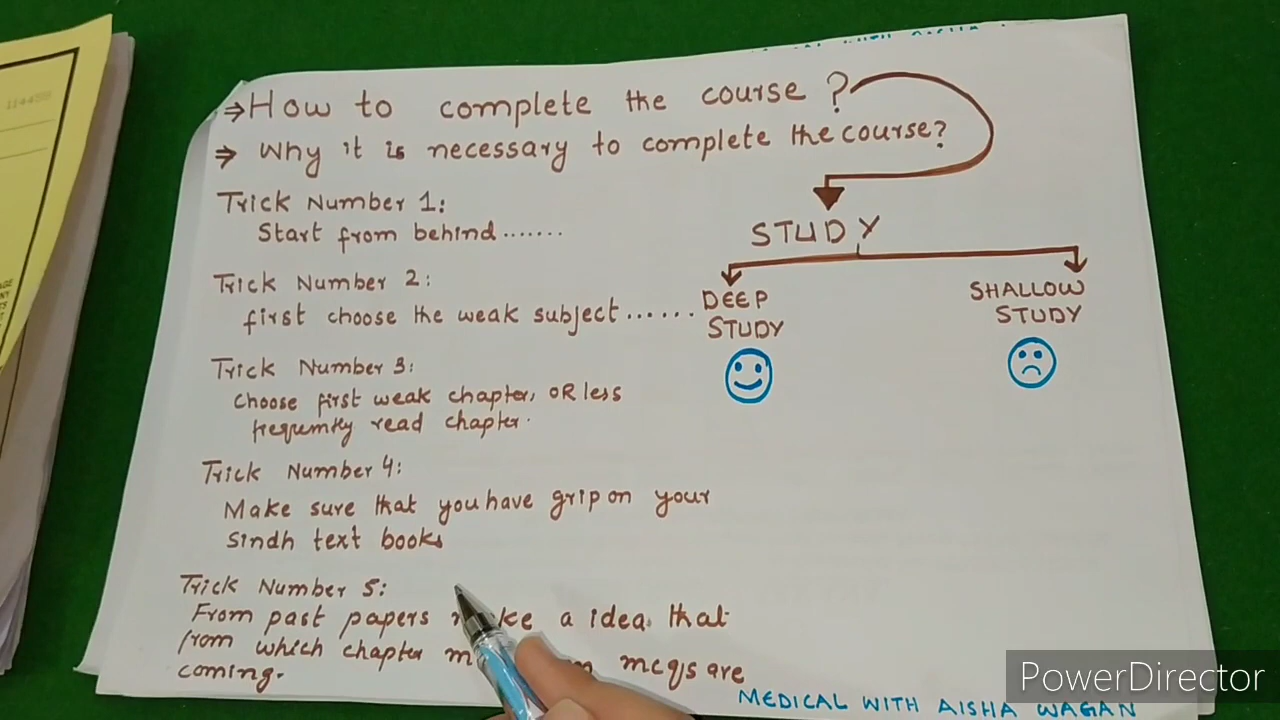 ⇒ How to complete the course ?
⇒ Why it is necessary to complete the course?
Trick Number 1:
Start from behind.......
STUDY
Trick Number 2:
first choose the weak subject......
DEEP STUDY
SHALLOW STUDY
Trick Number 3:
Choose first weak chapter, OR less
frequmtly read chapter.
Trick Number 4:
Make sure that you have grip on your
Sindh text books
Trick Number 5:
From past papers a idea that
from which chapter mcqs are
coming.
MEDICAL WITH AISHA WAGAN
PowerDirector